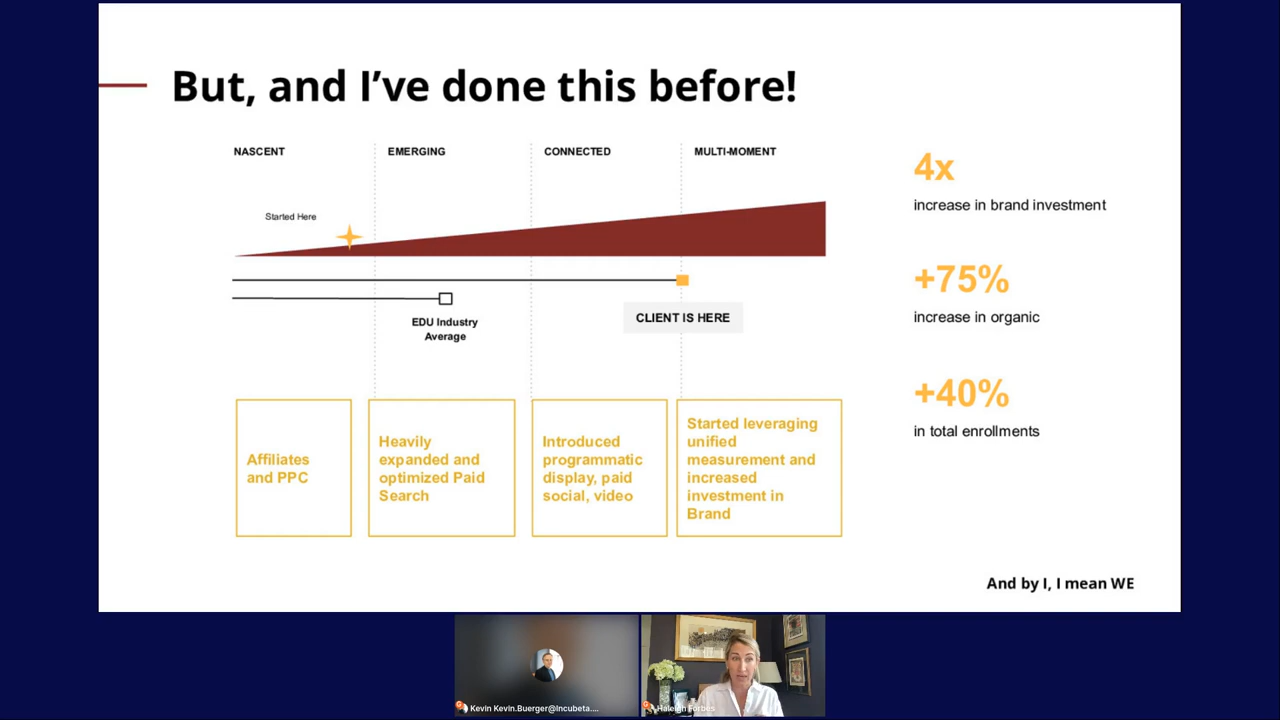 But, and I've done this before!
NASCENT
EMERGING
CONNECTED
MULTI-MOMENT
Started Here
EDU Industry
Average
CLIENT IS HERE
Affiliates
and PPC
Heavily
expanded and
optimized Paid
Search
Introduced
programmatic
display, paid
social, video
Started leveraging
unified
measurement and
increased
investment in
Brand
4x
increase in brand investment
+75%
increase in organic
+40%
in total enrollments
And by I, I mean WE
Kevin Kevin.Buerger@Incubeta....
Haleigh Forbes